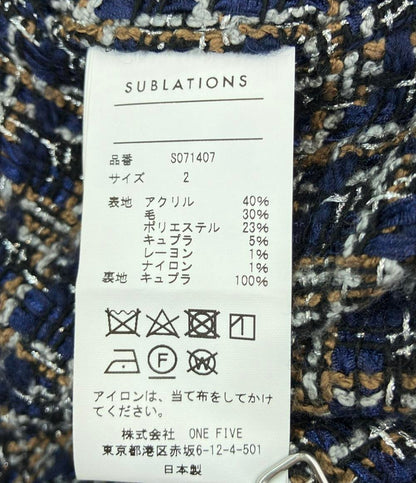 SUBLATIONS
品番 S071407
サイズ 2
表地 アクリル 40%
毛 30%
ポリエステル 23%
キュプラ 5%
レーヨン 1%
ナイロン 1%
裏地 キュプラ 100%
F W
アイロンは、当て布をしてかけ
てください。
株式会社 ONE FIVE
東京都港区赤坂6-12-4-501
日本製